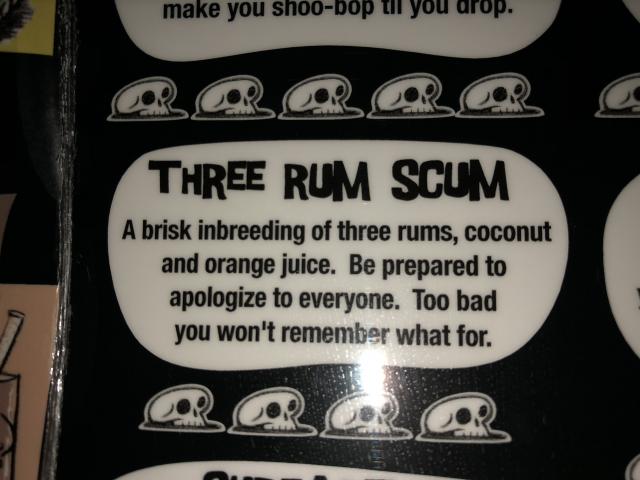 make you shoo-bop til you drop.
THREE RUM SCUM
A brisk inbreeding of three rums, coconut
and orange juice.  Be prepared to
apologize to everyone.  Too bad
you won't remember what for.